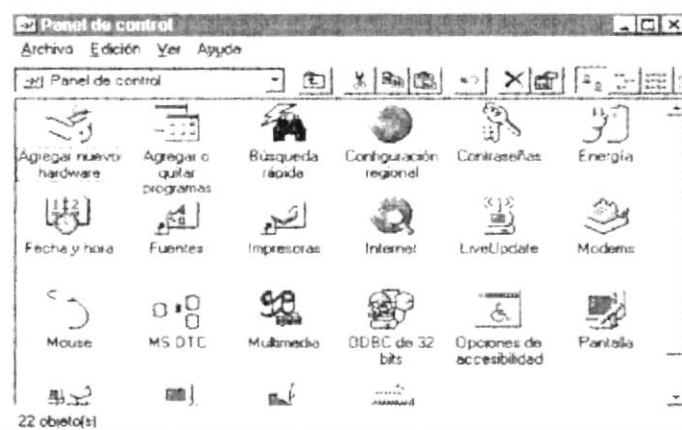 Panel de control
Archivo Edición Ver Ayuda
Panel de control
Agregar nuevo hardware
Agregar o quitar programas
Búsqueda rápida
Configuración regional
Contraseñas
Energía
Fecha y hora
Fuentes
Impresoras
Internet
LiveUpdate
Modems
Mouse
MS DTC
Multimedia
ODBC de 32 bits
Opciones de accesibilidad
Pantalla
22 objeto(s)